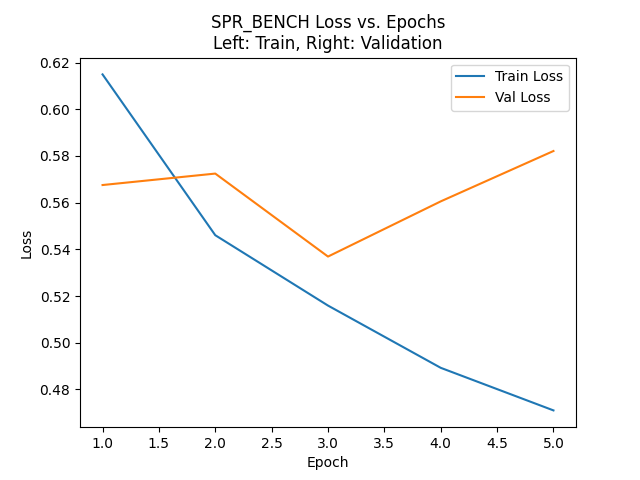 SPR_BENCH Loss vs. Epochs
Left: Train, Right: Validation
Train Loss
Val Loss
Loss
0.62
0.60
0.58
0.56
0.54
0.52
0.50
0.48
1.0 1.5 2.0 2.5 3.0 3.5 4.0 4.5 5.0
Epoch